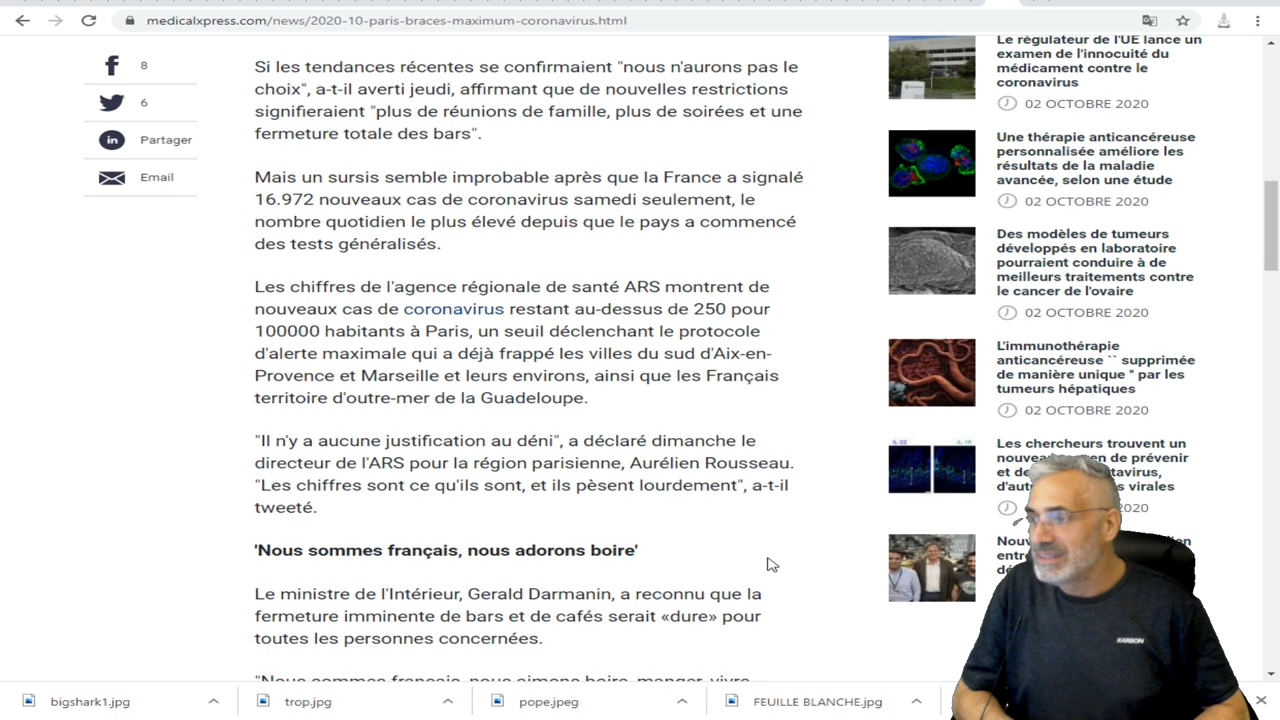 medicalxpress.com/news/2020-10-paris-braces-maximum-coronavirus.html
8
6
Partager
Email
Si les tendances récentes se confirmaient "nous n'aurons pas le
choix", a-t-il averti jeudi, affirmant que de nouvelles restrictions
signifieraient "plus de réunions de famille, plus de soirées et une
fermeture totale des bars".
Mais un sursis semble improbable après que la France a signalé
16.972 nouveaux cas de coronavirus samedi seulement, le
nombre quotidien le plus élevé depuis que le pays a commencé
des tests généralisés.
Les chiffres de l'agence régionale de santé ARS montrent de
nouveaux cas de coronavirus restant au-dessus de 250 pour
100000 habitants à Paris, un seuil déclenchant le protocole
d'alerte maximale qui a déjà frappé les villes du sud d'Aix-en-
Provence et Marseille et leurs environs, ainsi que les Français
territoire d'outre-mer de la Guadeloupe.
"Il n'y a aucune justification au déni", a déclaré dimanche le
directeur de l'ARS pour la région parisienne, Aurélien Rousseau.
"Les chiffres sont ce qu'ils sont, et ils pèsent lourdement", a-t-il
tweeté.
'Nous sommes français, nous adorons boire'
Le ministre de l'Intérieur, Gerald Darmanin, a reconnu que la
fermeture imminente de bars et de cafés serait «dure» pour
toutes les personnes concernées.
"Nous sommes français, nous aimons boire, manger, vivre
Le régulateur de l'UE lance un
examen de l'innocuité du
médicament contre le
coronavirus
02 OCTOBRE 2020
Une thérapie anticancéreuse
personnalisée améliore les
résultats de la maladie
avancée, selon une étude
02 OCTOBRE 2020
Des modèles de tumeurs
développés en laboratoire
pourraient conduire à de
meilleurs traitements contre
le cancer de l'ovaire
02 OCTOBRE 2020
L'immunothérapie
anticancéreuse `` supprimée
de manière unique '' par les
tumeurs hépatiques
02 OCTOBRE 2020
Les chercheurs trouvent un
de prévenir
virales
2020
KARBON
bigshark1.jpg
trop.jpg
pope.jpeg
FEUILLE BLANCHE.jpg